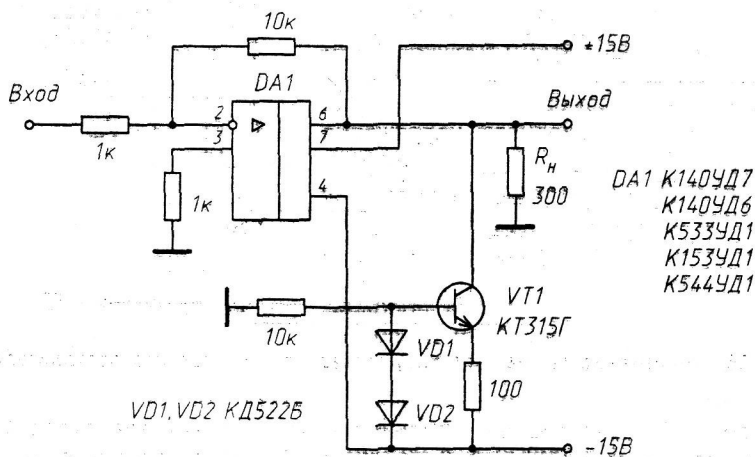 10к
±15В
DA1
Вход
Выход
2
6
3
7
1к
4
Rн
300
1к
DA1 К140УД7
К140УД6
К533УД1
К153УД1
К544УД1
VT1
КТ315Г
10к
VD1
100
VD1, VD2 КД522Б
VD2
-15В